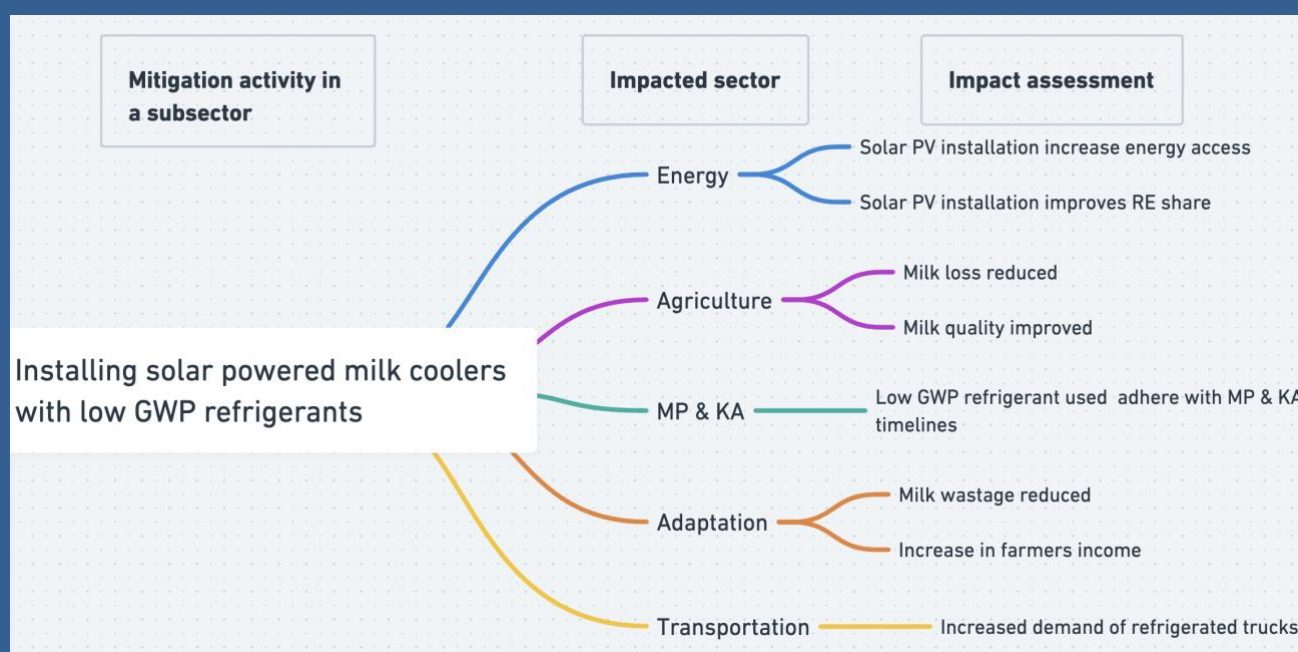 Mitigation activity in
a subsector
Impacted sector
Impact assessment
Installing solar powered milk coolers
with low GWP refrigerants
Energy
Solar PV installation increase energy access
Solar PV installation improves RE share
Agriculture
Milk loss reduced
Milk quality improved
MP & KA
Low GWP refrigerant used adhere with MP & KA
timelines
Adaptation
Milk wastage reduced
Increase in farmers income
Transportation
Increased demand of refrigerated trucks